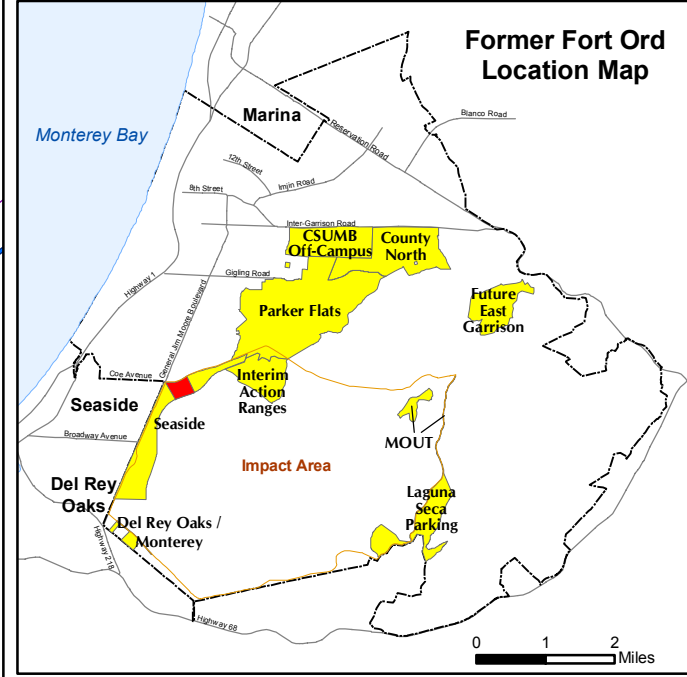 Former Fort Ord
Location Map
Monterey Bay
Marina
Reservation Road
Blanco Road
12th Street
Imjin Road
8th Street
Inter-Garrison Road
CSUMB
Off-Campus
County
North
Gigling Road
Highway 1
General Jim Moore Boulevard
Parker Flats
Future
East
Garrison
Coe Avenue
Interim
Action
Ranges
Seaside
Seaside
Broadway Avenue
MOUT
Impact Area
Del Rey
Oaks
Laguna
Seca
Parking
Del Rey Oaks /
Monterey
Highway 218
Highway 68
0 1 2
Miles